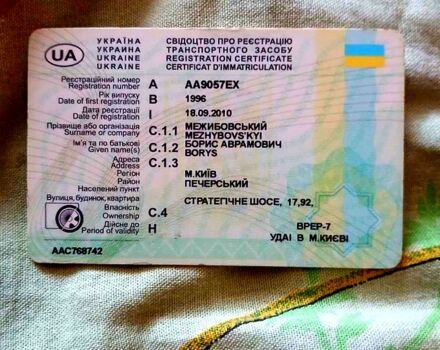 УКРАЇНА
УКРАИНА
UKRAINE
UKRAINE
UA
СВІДОЦТВО ПРО РЕЄСТРАЦІЮ
ТРАНСПОРТНОГО ЗАСОБУ
REGISTRATION CERTIFICATE
CERTIFICAT D'IMMATRICULATION
Реєстраційний номер A AA9057EX
Registration number
Рік випуску B 1996
Date of first registration
Дата реєстрації I 18.09.2010
Date of registration
Прізвище або організація C.1.1 МЕЖИБОВСЬКИЙ
Surname or company MEZHYBOVS'KYI
Ім'я та по батькові C.1.2 БОРИС АВРАМОВИЧ
Given name(s) BORYS
Адреса C.1.3
Address
Регіон М.КИЇВ
Район ПЕЧЕРСЬКИЙ
Населений пункт
Вулиця, будинок, квартира СТРАТЕГІЧНЕ ШОСЕ, 17,92,
Власність C.4
Ownership
Дійсне до H ВРЕР-7
Period of validity УДАІ В М.КИЄВІ
AAC768742